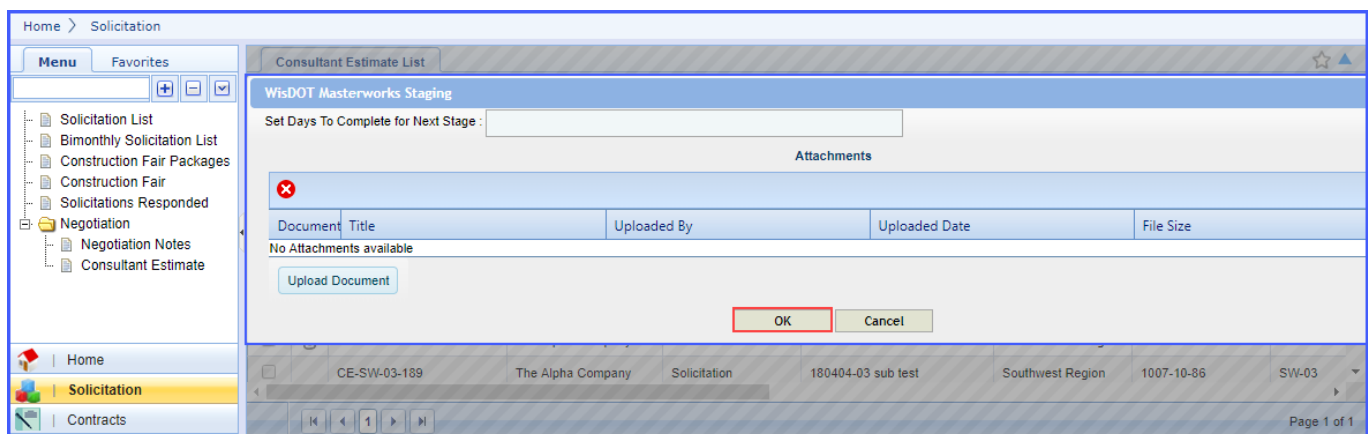 Home > Solicitation
Menu Favorites
Solicitation List
Bimonthly Solicitation List
Construction Fair Packages
Construction Fair
Solicitations Responded
Negotiation
Negotiation Notes
Consultant Estimate
Home
Solicitation
Contracts
Consultant Estimate List
WisDOT Masterworks Staging
Set Days To Complete for Next Stage :
Attachments
Document Title Uploaded By Uploaded Date File Size
No Attachments available
Upload Document
OK Cancel
CE-SW-03-189 The Alpha Company Solicitation 180404-03 sub test Southwest Region 1007-10-86 SW-03
1 Page 1 of 1